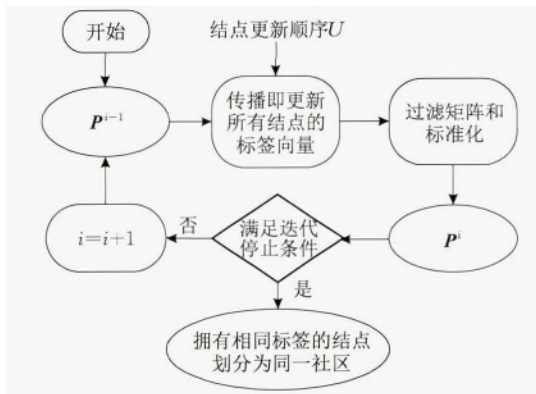 开始
结点更新顺序U
P^{i-1}
传播即更新
所有结点的
标签向量
过滤矩阵和
标准化
i=i+1
否
满足迭代
停止条件
P^i
是
拥有相同标签的结点
划分为同一社区